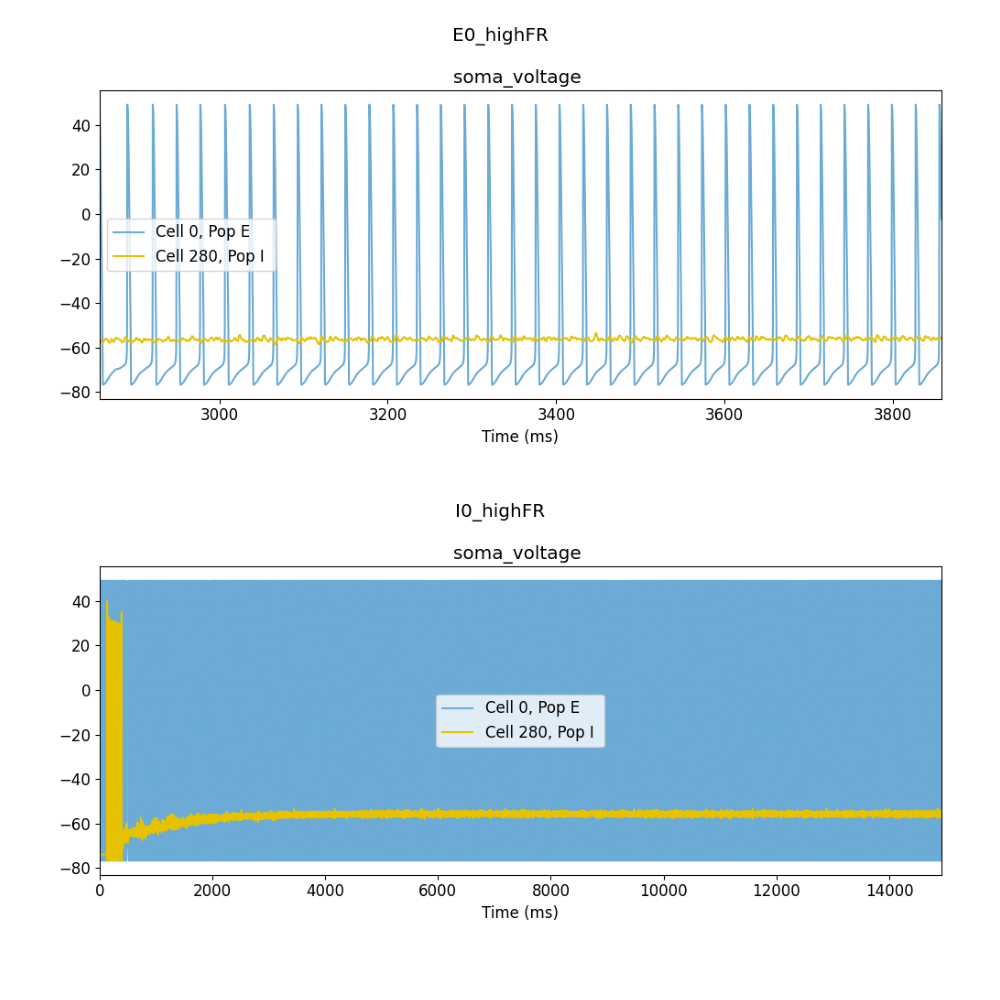 E0_highFR
soma_voltage
40
20
0
−20
−40
−60
−80
Cell 0, Pop E
Cell 280, Pop I
3000 3200 3400 3600 3800
Time (ms)
I0_highFR
soma_voltage
40
20
0
−20
−40
−60
−80
Cell 0, Pop E
Cell 280, Pop I
0 2000 4000 6000 8000 10000 12000 14000
Time (ms)